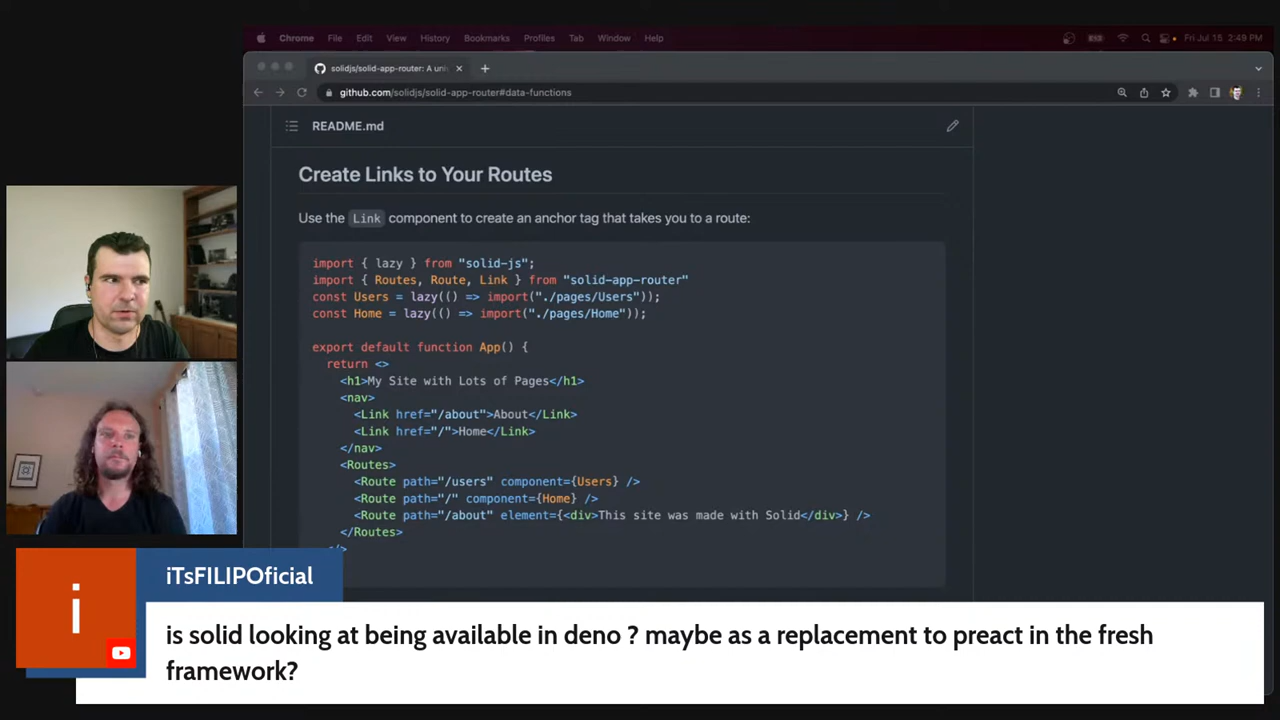 Chrome File Edit View History Bookmarks Profiles Tab Window Help Fri Jul 15 2:49 PM
solidjs/solid-app-router: A uni
github.com/solidjs/solid-app-router#data-functions
README.md
Create Links to Your Routes
Use the Link component to create an anchor tag that takes you to a route:
import { lazy } from "solid-js";
import { Routes, Route, Link } from "solid-app-router"
const Users = lazy(() => import("./pages/Users"));
const Home = lazy(() => import("./pages/Home"));
export default function App() {
return <>
<h1>My Site with Lots of Pages</h1>
<nav>
<Link href="/about">About</Link>
<Link href="/">Home</Link>
</nav>
<Routes>
<Route path="/users" component={Users} />
<Route path="/" component={Home} />
<Route path="/about" element={<div>This site was made with Solid</div>} />
</Routes>
</>
i
iTsFILIPOficial
is solid looking at being available in deno ? maybe as a replacement to preact in the fresh
framework?